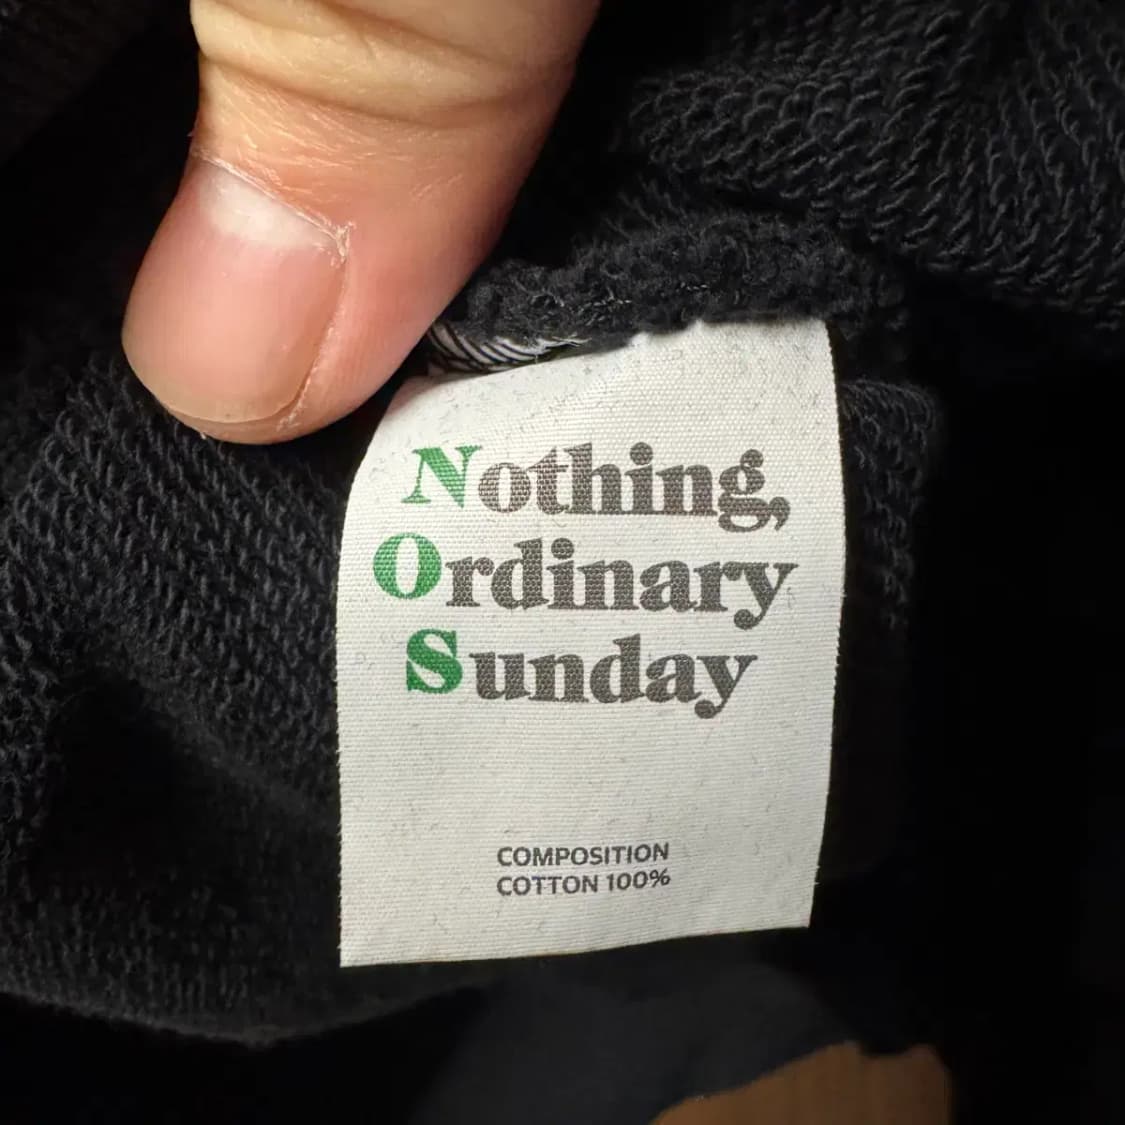 Nothing,
Ordinary
Sunday
COMPOSITION
COTTON 100%